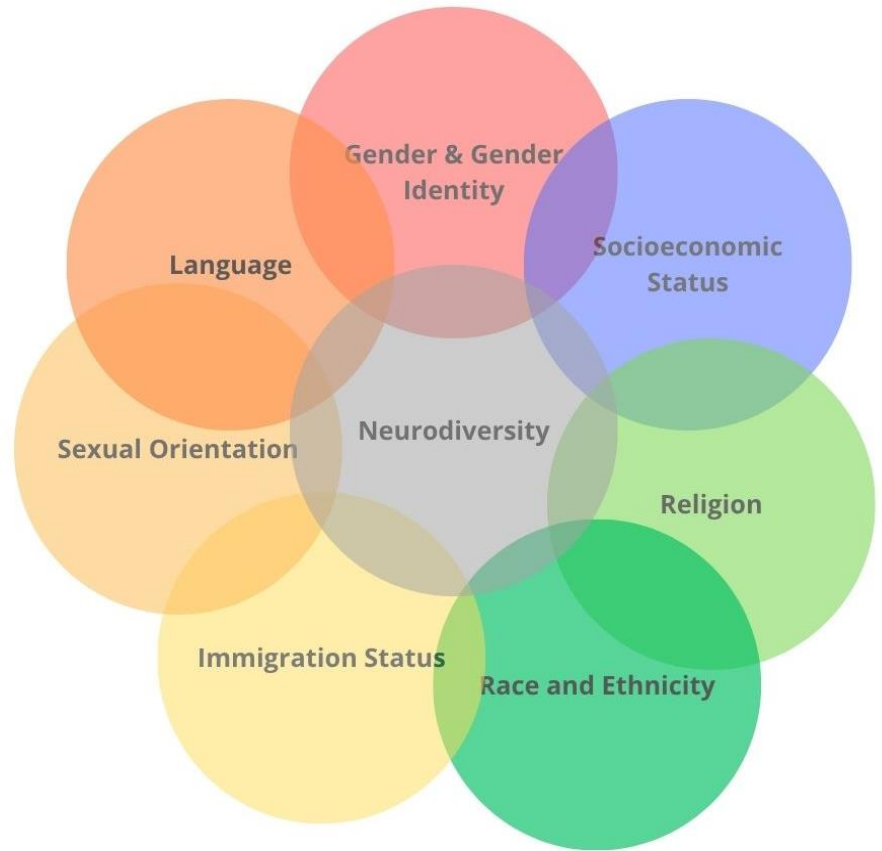 Gender & Gender
Identity
Socioeconomic
Status
Language
Neurodiversity
Sexual Orientation
Religion
Immigration Status
Race and Ethnicity